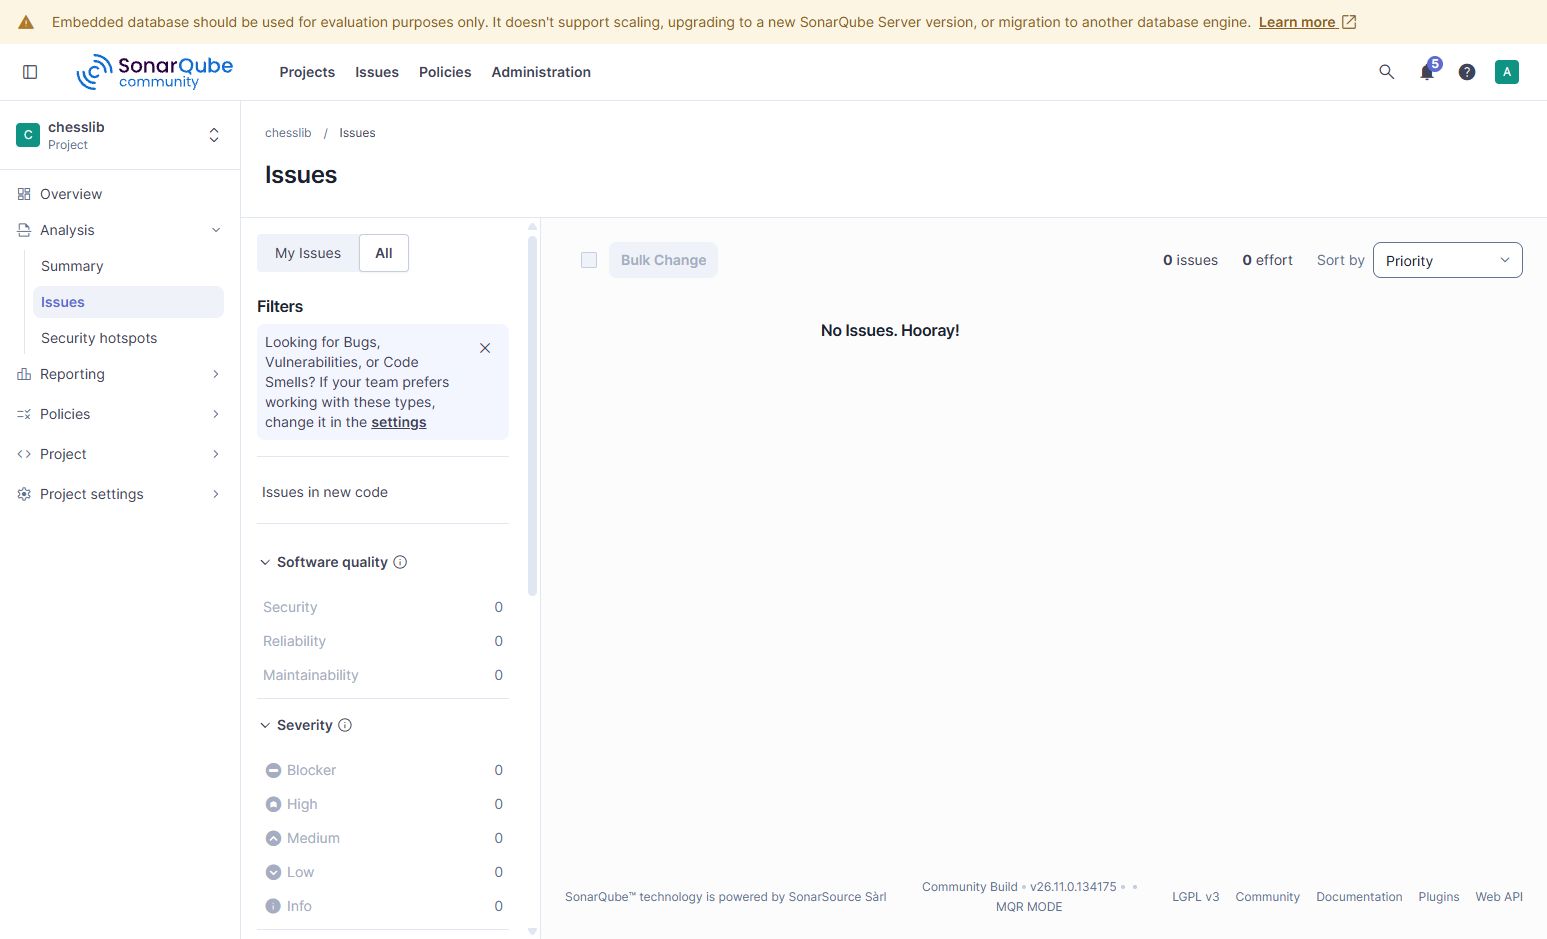 Embedded database should be used for evaluation purposes only. It doesn't support scaling, upgrading to a new SonarQube Server version, or migration to another database engine. Learn more
SonarQube community
Projects Issues Policies Administration
5
?
A
C
chesslib
Project
Overview
Analysis
Summary
Issues
Security hotspots
Reporting
Policies
Project
Project settings
chesslib / Issues
Issues
My Issues All
Filters
Looking for Bugs,
Vulnerabilities, or Code
Smells? If your team prefers
working with these types,
change it in the settings
Issues in new code
Software quality
Security 0
Reliability 0
Maintainability 0
Severity
Blocker 0
High 0
Medium 0
Low 0
Info 0
Bulk Change
0 issues 0 effort Sort by Priority
No Issues. Hooray!
SonarQube™ technology is powered by SonarSource Sàrl
Community Build • v26.11.0.134175 • •
MQR MODE
LGPL v3 Community Documentation Plugins Web API